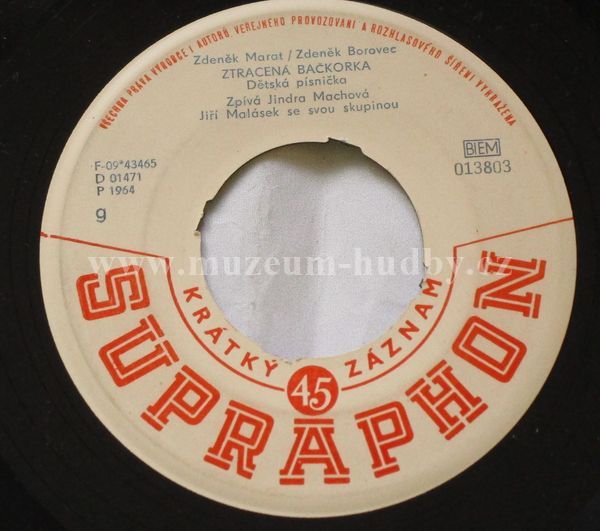 VŠECHNA PRÁVA VÝROBCE I AUTORŮ VEŘEJNÉHO PROVOZOVÁNÍ A ROZHLASOVÉHO ŠÍŘENÍ VYHRAZENA
Zdeněk Marat / Zdeněk Borovec
ZTRACENÁ BAČKORKA
Dětská písnička
Zpívá Jindra Machová
Jiří Malásek se svou skupinou
F-09*43465
D 01471
P 1964
g
BIEM
013803
www.muzeum-hudby.cz
KRÁTKÝ 45 ZÁZNAM
SUPRAPHON